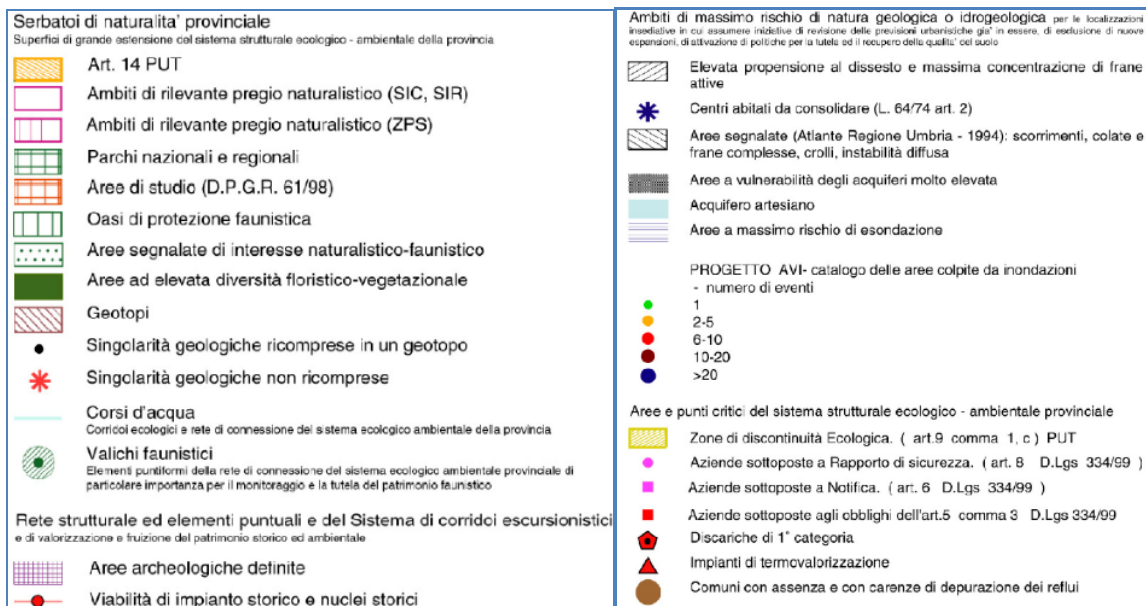 Serbatoi di naturalita' provinciale
Superfici di grande estensione del sistema strutturale ecologico - ambientale della provincia
Art. 14 PUT
Ambiti di rilevante pregio naturalistico (SIC, SIR)
Ambiti di rilevante pregio naturalistico (ZPS)
Parchi nazionali e regionali
Aree di studio (D.P.G.R. 61/98)
Oasi di protezione faunistica
Aree segnalate di interesse naturalistico-faunistico
Aree ad elevata diversità floristico-vegetazionale
Geotopi
Singolarità geologiche ricomprese in un geotopo
Singolarità geologiche non ricomprese
Corsi d'acqua
Corridoi ecologici e rete di connessione del sistema ecologico ambientale della provincia
Valichi faunistici
Elementi puntiformi della rete di connessione del sistema ecologico ambientale provinciale di
particolare importanza per il monitoraggio e la tutela del patrimonio faunistico
Rete strutturale ed elementi puntuali e del Sistema di corridoi escursionistici
e di valorizzazione e fruizione del patrimonio storico ed ambientale
Aree archeologiche definite
Viabilità di impianto storico e nuclei storici
Ambiti di massimo rischio di natura geologica o idrogeologica per le localizzazioni
insediative in cui assumere iniziative di revisione delle previsioni urbanistiche gia' in essere, di esclusione di nuove
espansioni, di attivazione di politiche per la tutela ed il recupero della qualita' del suolo
Elevata propensione al dissesto e massima concentrazione di frane
attive
Centri abitati da consolidare (L. 64/74 art. 2)
Aree segnalate (Atlante Regione Umbria - 1994): scorrimenti, colate e
frane complesse, crolli, instabilità diffusa
Aree a vulnerabilità degli acquiferi molto elevata
Acquifero artesiano
Aree a massimo rischio di esondazione
PROGETTO AVI- catalogo delle aree colpite da inondazioni
- numero di eventi
1
2-5
6-10
10-20
>20
Aree e punti critici del sistema strutturale ecologico - ambientale provinciale
Zone di discontinuità Ecologica. ( art.9 comma 1, c ) PUT
Aziende sottoposte a Rapporto di sicurezza. ( art. 8 D.Lgs 334/99 )
Aziende sottoposte a Notifica. ( art. 6 D.Lgs 334/99 )
Aziende sottoposte agli obblighi dell'art.5 comma 3 D.Lgs 334/99
Discariche di 1° categoria
Impianti di termovalorizzazione
Comuni con assenza e con carenze di depurazione dei reflui